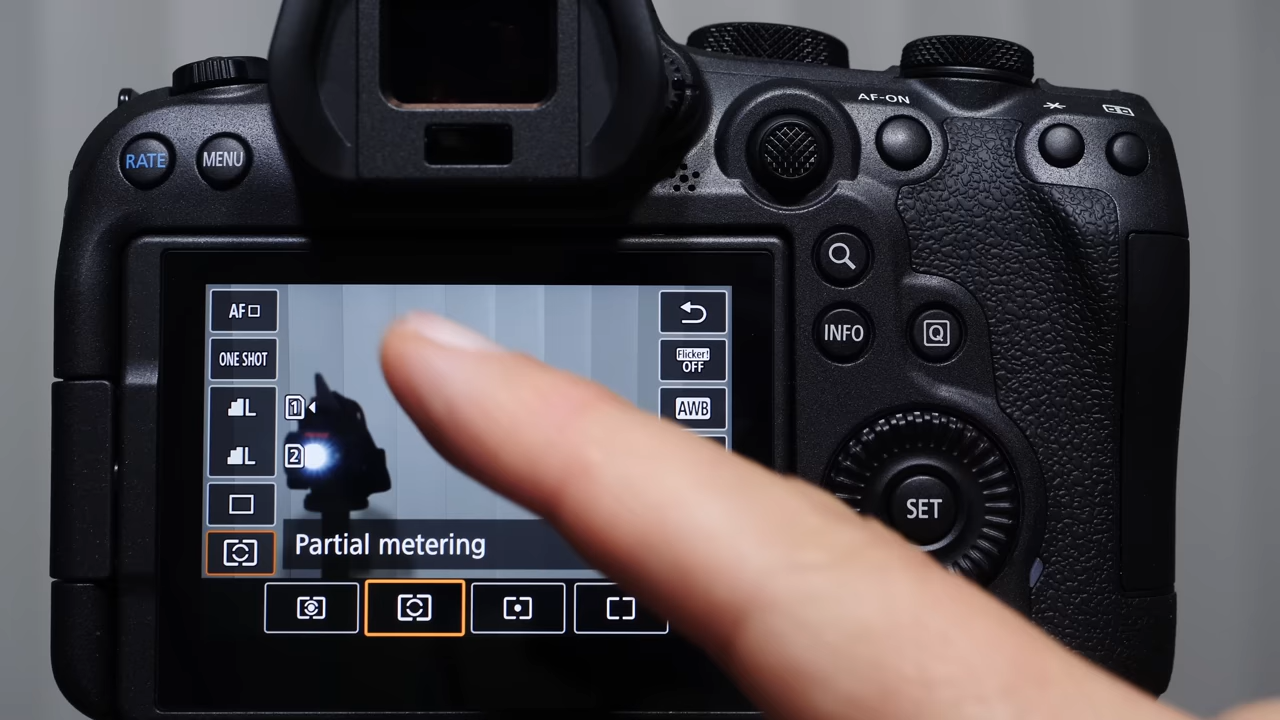 AF-ON
RATE
MENU
INFO
Q
SET
AF
ONE SHOT
L
1
L
2
Flicker!
OFF
AWB
Partial metering